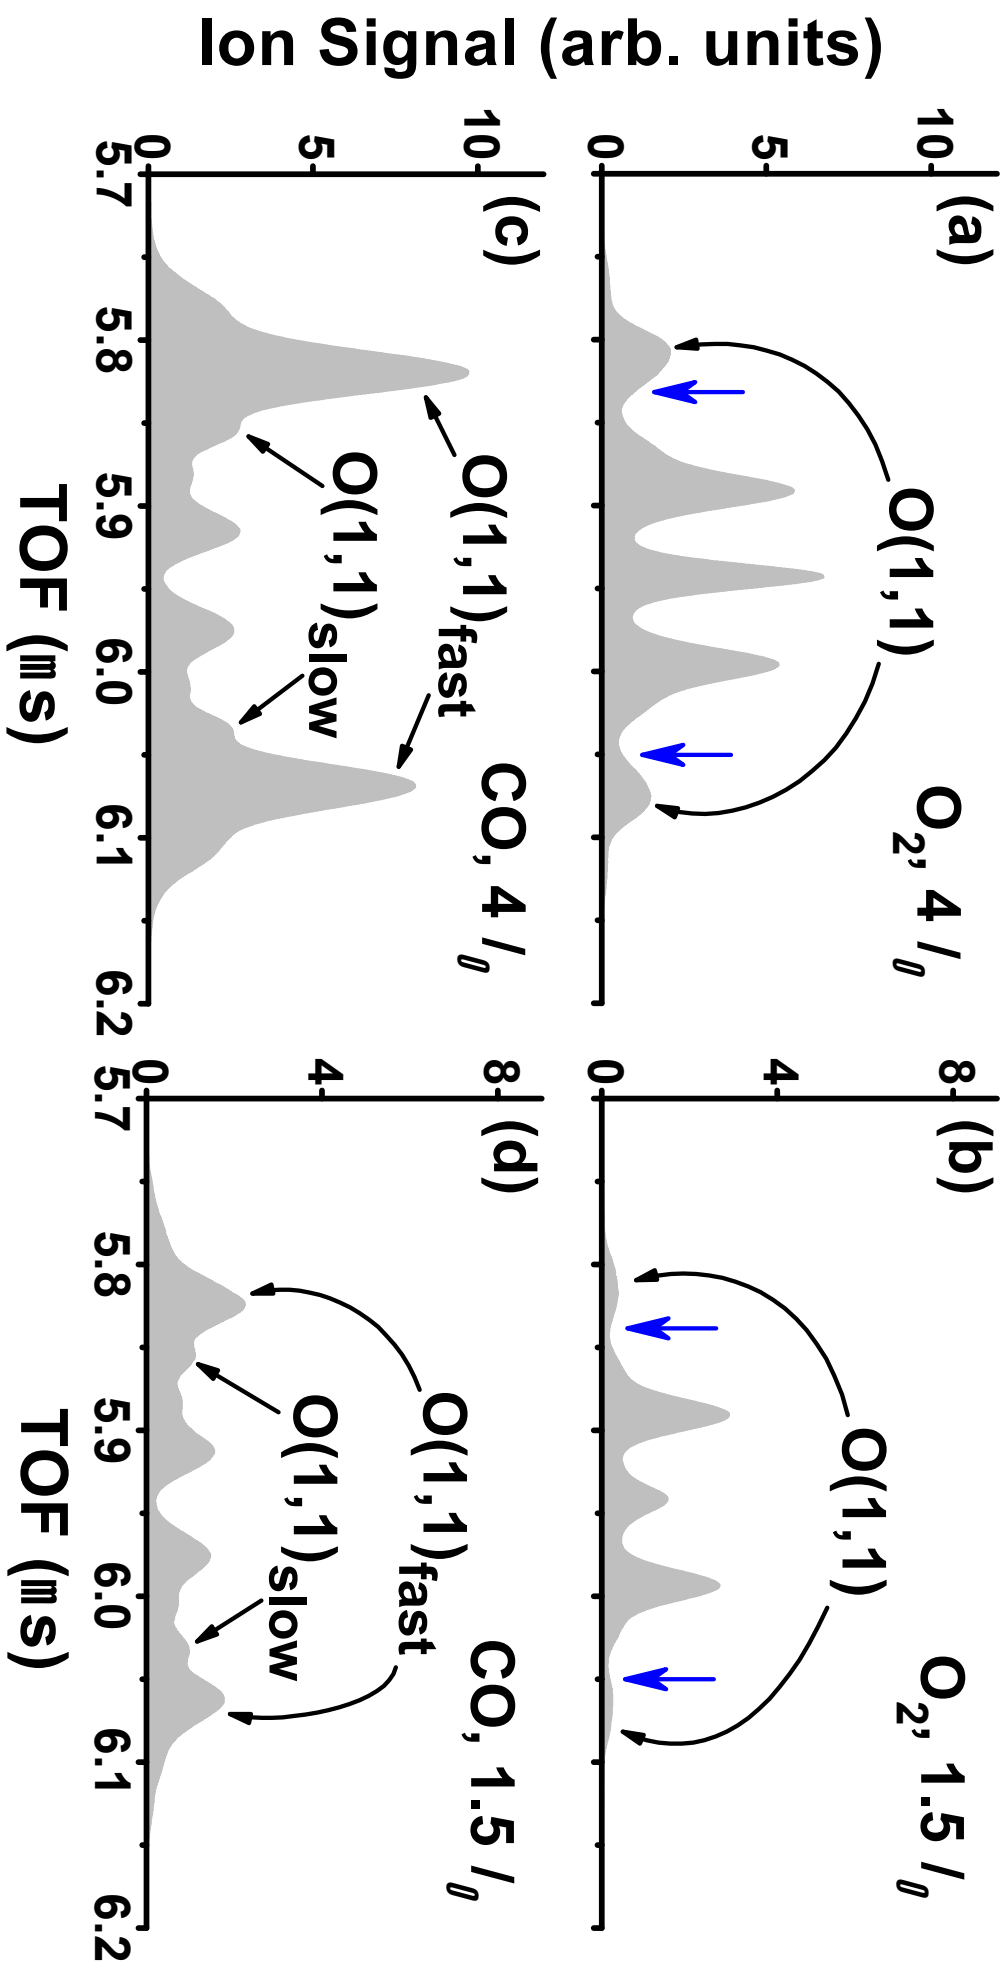 Ion Signal (arb. units)
10
5
0
(a)
O(1,1)
O2, 4 I0
8
4
0
(b)
O(1,1)
O2, 1.5 I0
10
5
0
(c)
O(1,1)fast
O(1,1)slow
CO, 4 I0
5.7 5.8 5.9 6.0 6.1 6.2
TOF (ms)
8
4
0
(d)
O(1,1)fast
O(1,1)slow
CO, 1.5 I0
5.7 5.8 5.9 6.0 6.1 6.2
TOF (ms)